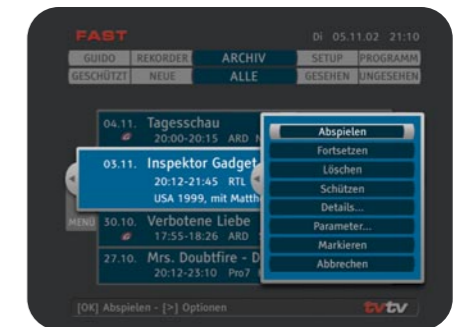 FAST
Di 05.11.02 21:10
GUIDO REKORDER ARCHIV SETUP PROGRAMM
GESCHÜTZT NEUE ALLE GESEHEN UNGESEHEN
04.11. Tagesschau
20:00-20:15 ARD
03.11. Inspektor Gadget
20:12-21:45 RTL
USA 1999, mit Matth
MENÜ
30.10. Verbotene Liebe
17:55-18:26 ARD
27.10. Mrs. Doubtfire - D
20:12-23:10 Pro7
Abspielen
Fortsetzen
Löschen
Schützen
Details...
Parameter...
Markieren
Abbrechen
[OK] Abspielen - [>] Optionen
tvtv